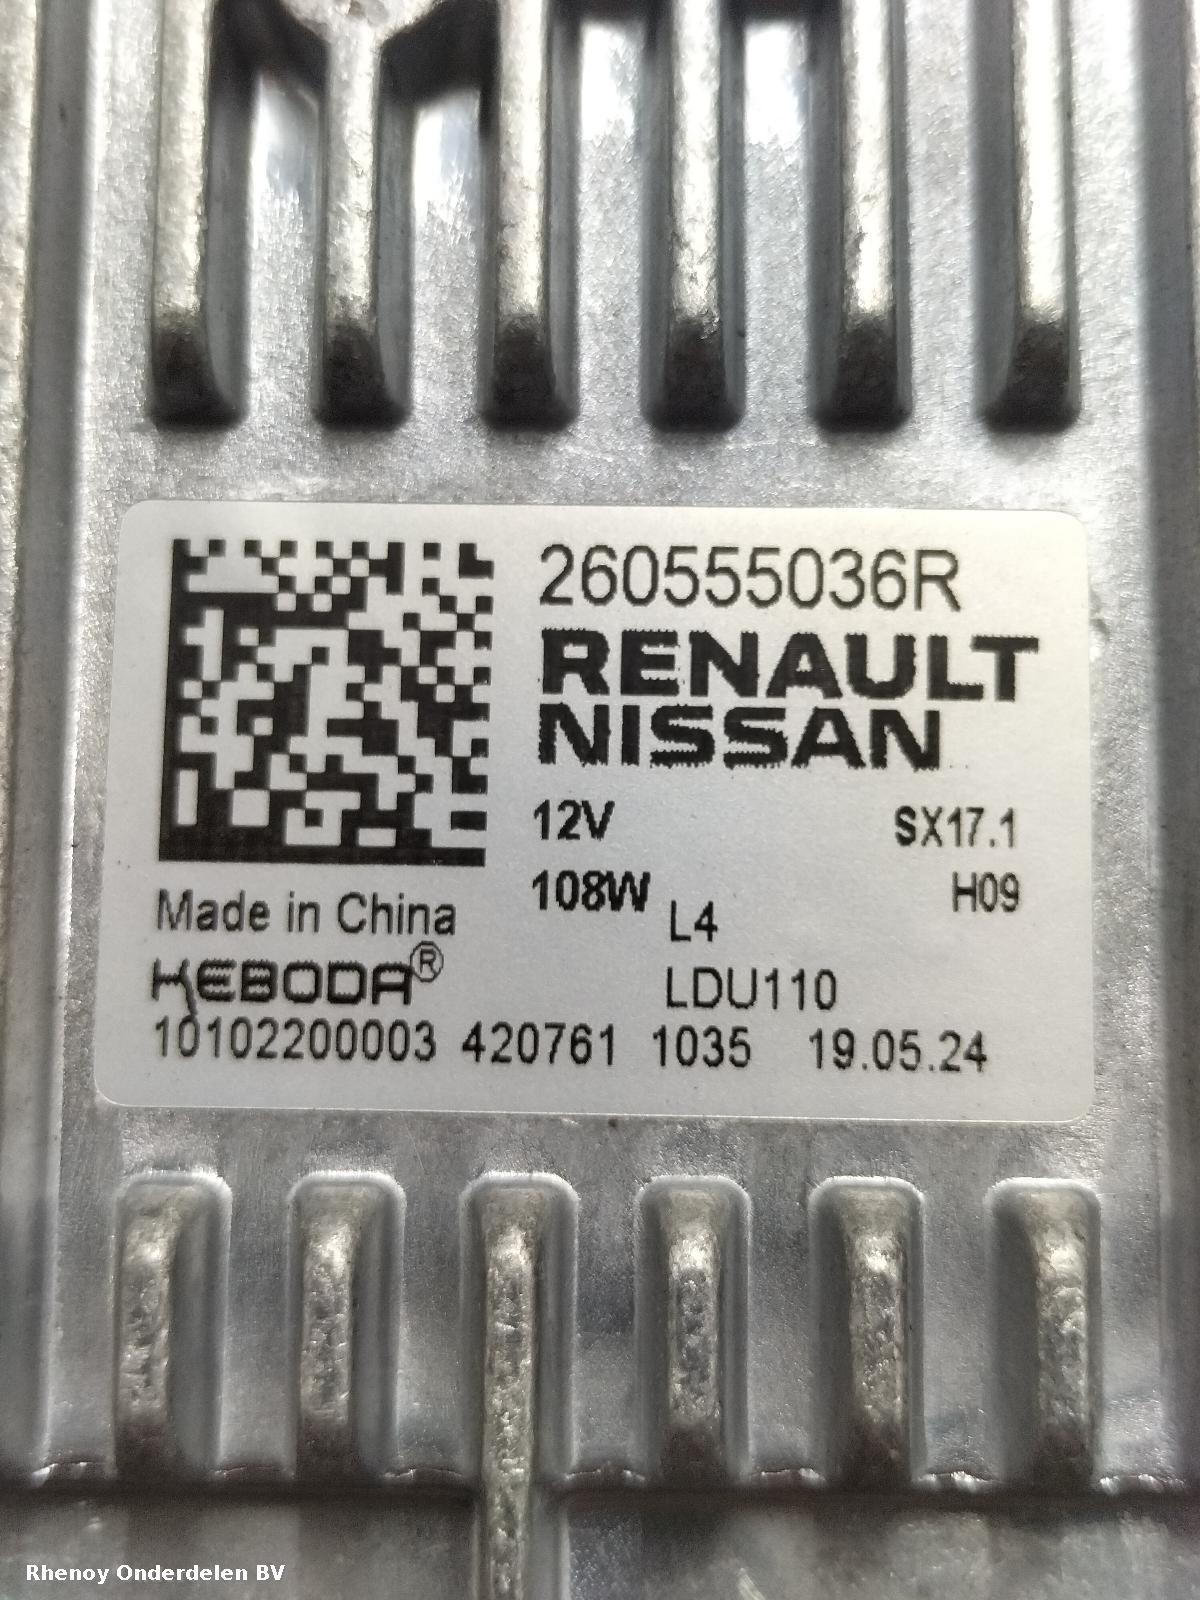 260555036R
RENAULT
NISSAN
12V SX17.1
108W L4 H09
Made in China
KEBODA® LDU110
10102200003 420761 1035 19.05.24
Rhenoy Onderdelen BV